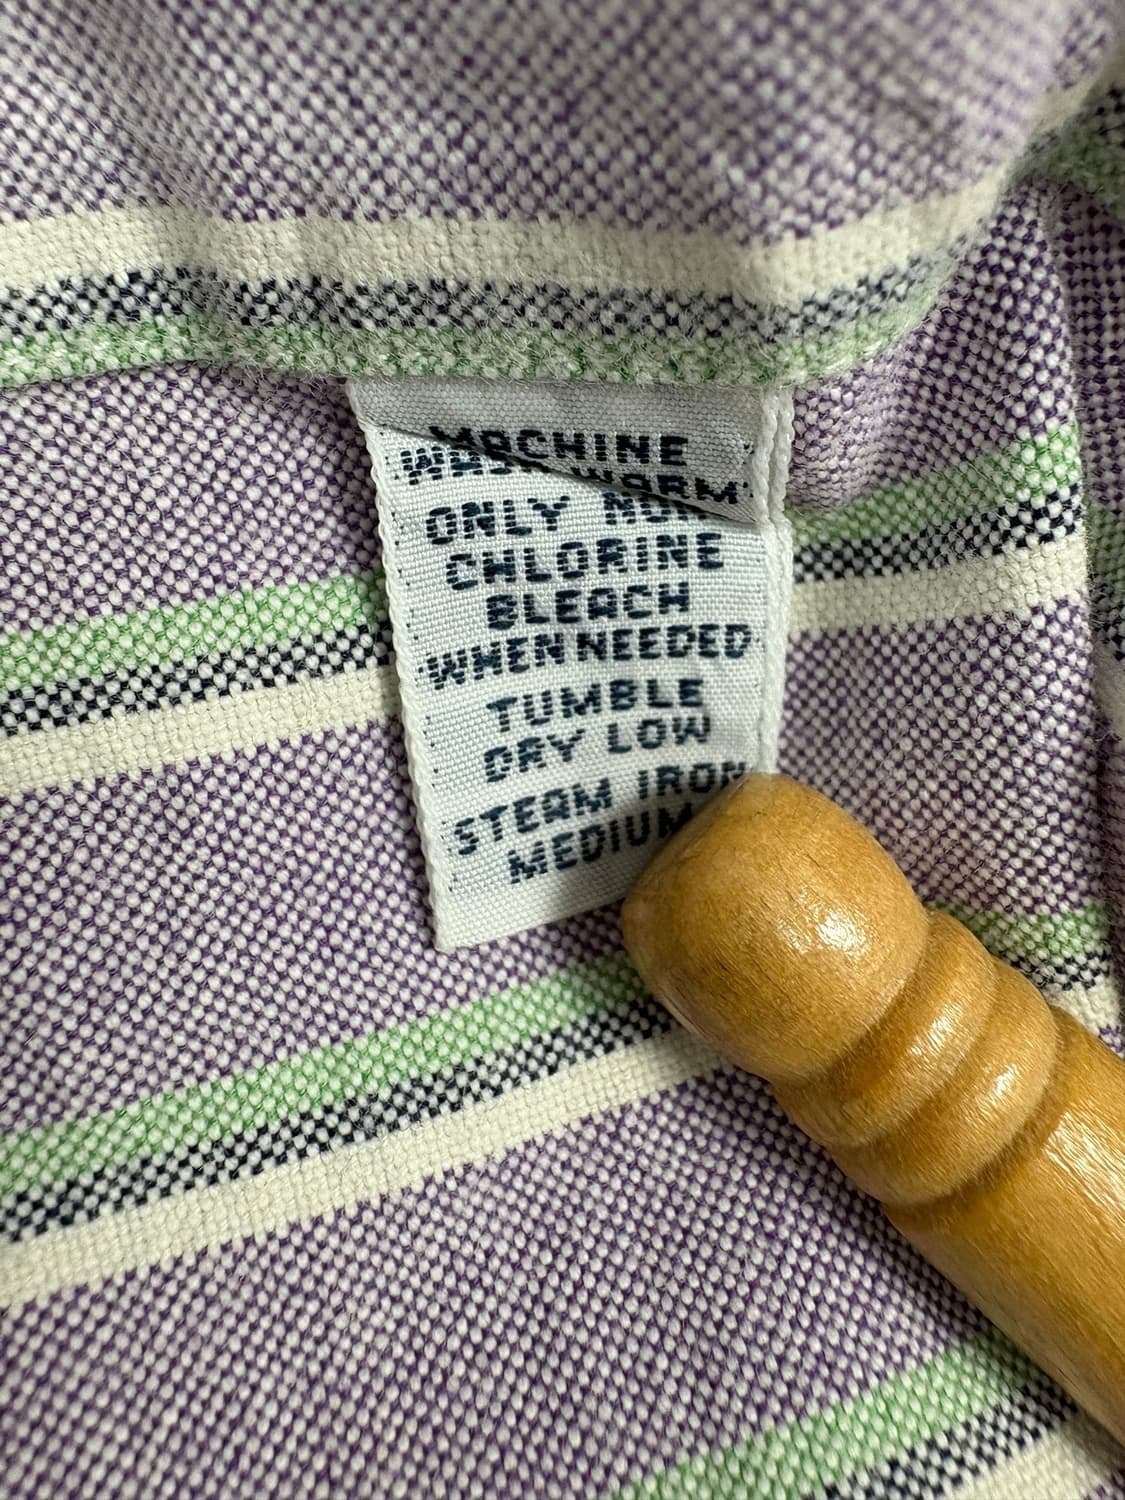 MACHINE
WASH WARM
ONLY NON
CHLORINE
BLEACH
WHEN NEEDED
TUMBLE
DRY LOW
STEAM IRON
MEDIUM